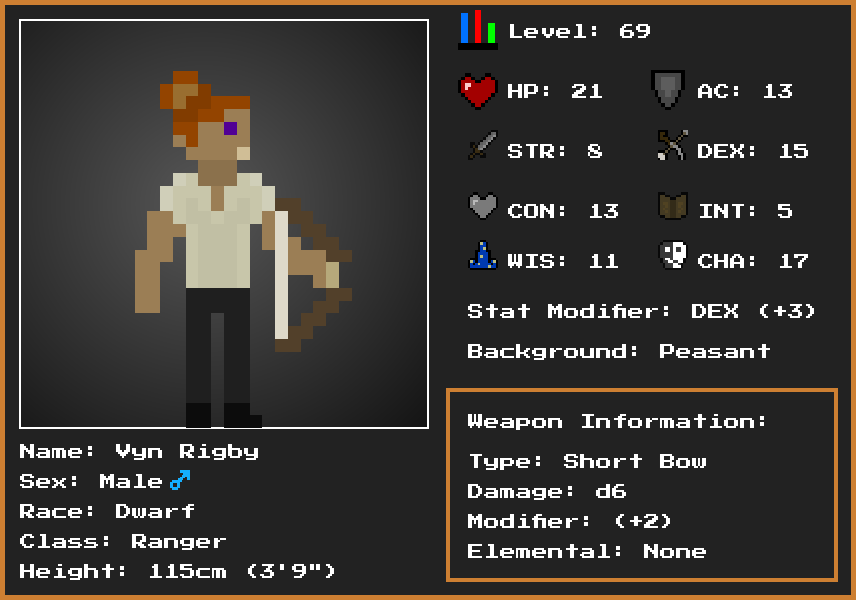 Level: 69
HP: 21
AC: 13
STR: 8
DEX: 15
CON: 13
INT: 5
WIS: 11
CHA: 17
Stat Modifier: DEX (+3)
Background: Peasant
Weapon Information:
Type: Short Bow
Damage: d6
Modifier: (+2)
Elemental: None
Name: Vyn Rigby
Sex: Male ♂
Race: Dwarf
Class: Ranger
Height: 115cm (3'9")